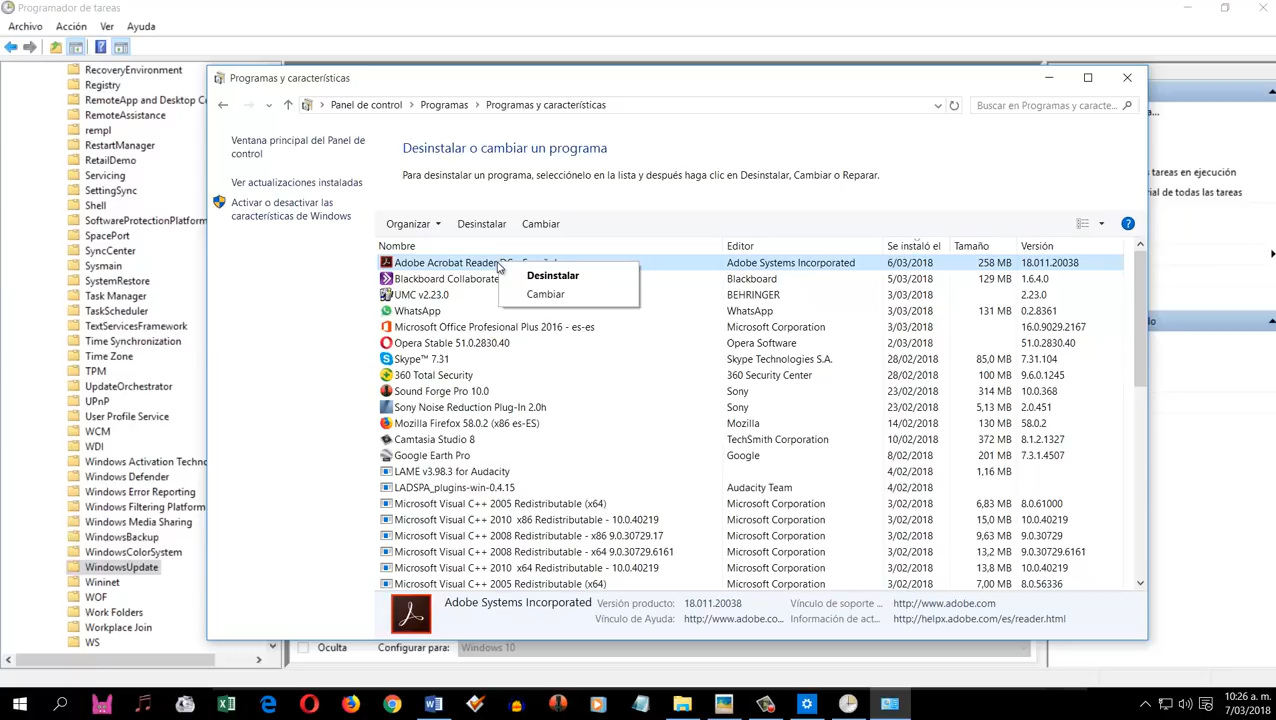 Programador de tareas
Archivo Acción Ver Ayuda
RecoveryEnvironment
Registry
RemoteApp and Desktop Co
RemoteAssistance
rempl
RestartManager
RetailDemo
Servicing
SettingSync
Shell
SoftwareProtectionPlatform
SpacePort
SyncCenter
Sysmain
SystemRestore
Task Manager
TaskScheduler
TextServicesFramework
Time Synchronization
Time Zone
TPM
UpdateOrchestrator
UPnP
User Profile Service
WCM
WDI
Windows Activation Techno
Windows Defender
Windows Error Reporting
Windows Filtering Platform
Windows Media Sharing
WindowsBackup
WindowsColorSystem
WindowsUpdate
Wininet
WOF
Work Folders
Workplace Join
WS
Programas y características
Panel de control Programas Programas y características
Buscar en Programas y caracte...
Ventana principal del Panel de
control
Ver actualizaciones instaladas
Activar o desactivar las
características de Windows
Desinstalar o cambiar un programa
Para desinstalar un programa, selecciónelo en la lista y después haga clic en Desinstalar, Cambiar o Reparar.
Organizar Desinstalar Cambiar
Nombre Editor Se instaló el Tamaño Versión
Adobe Acrobat Reader Adobe Systems Incorporated 6/03/2018 258 MB 18.011.20038
Blackboard Collaborate Blackboard 5/03/2018 129 MB 1.6.4.0
UMC v2.23.0 BEHRINGER 3/03/2018 2.23.0
WhatsApp WhatsApp 3/03/2018 131 MB 0.2.8361
Microsoft Office Profesional Plus 2016 - es-es Microsoft Corporation 3/03/2018 16.0.9029.2167
Opera Stable 51.0.2830.40 Opera Software 2/03/2018 51.0.2830.40
Skype™ 7.31 Skype Technologies S.A. 28/02/2018 85,0 MB 7.31.104
360 Total Security 360 Security Center 28/02/2018 100 MB 9.6.0.1245
Sound Forge Pro 10.0 Sony 23/02/2018 314 MB 10.0.368
Sony Noise Reduction Plug-In 2.0h Sony 23/02/2018 5,13 MB 2.0.451
Mozilla Firefox 58.0.2 (x86 es-ES) Mozilla 14/02/2018 130 MB 58.0.2
Camtasia Studio 8 TechSmith Corporation 10/02/2018 372 MB 8.1.2.1327
Google Earth Pro Google 8/02/2018 201 MB 7.3.1.4507
LAME v3.98.3 for Audacity 4/02/2018 1,16 MB
LADSPA_plugins-win-0.4.15 Audacity Team 4/02/2018
Microsoft Visual C++ 2005 Redistributable (x64) Microsoft Corporation 3/02/2018 6,83 MB 8.0.61000
Microsoft Visual C++ 2010 x86 Redistributable - 10.0.40219 Microsoft Corporation 3/02/2018 15,0 MB 10.0.40219
Microsoft Visual C++ 2008 Redistributable - x86 9.0.30729.17 Microsoft Corporation 3/02/2018 9,63 MB 9.0.30729
Microsoft Visual C++ 2008 Redistributable - x64 9.0.30729.6161 Microsoft Corporation 3/02/2018 13,2 MB 9.0.30729.6161
Microsoft Visual C++ 2010 x64 Redistributable - 10.0.40219 Microsoft Corporation 3/02/2018 13,8 MB 10.0.40219
Microsoft Visual C++ 2005 Redistributable (x64) Microsoft Corporation 3/02/2018 7,00 MB 8.0.56336
Desinstalar
Cambiar
Adobe Systems Incorporated Versión producto: 18.011.20038 Vínculo de soporte ... http://www.adobe.com
Vínculo de Ayuda: http://www.adobe.co... Información de act... http://helpx.adobe.com/es/reader.html
Oculta Configurar para: Windows 10
a...
s tareas en ejecución
rial de todas las tareas
lo
10:26 a. m.
7/03/2018